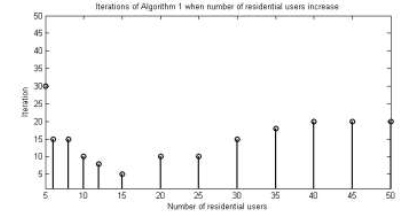 Iterations of Algorithm 1 when number of residential users increase
50
45
40
35
30
25
20
15
10
5
Iteration
5 10 15 20 25 30 35 40 45 50
Number of residential users